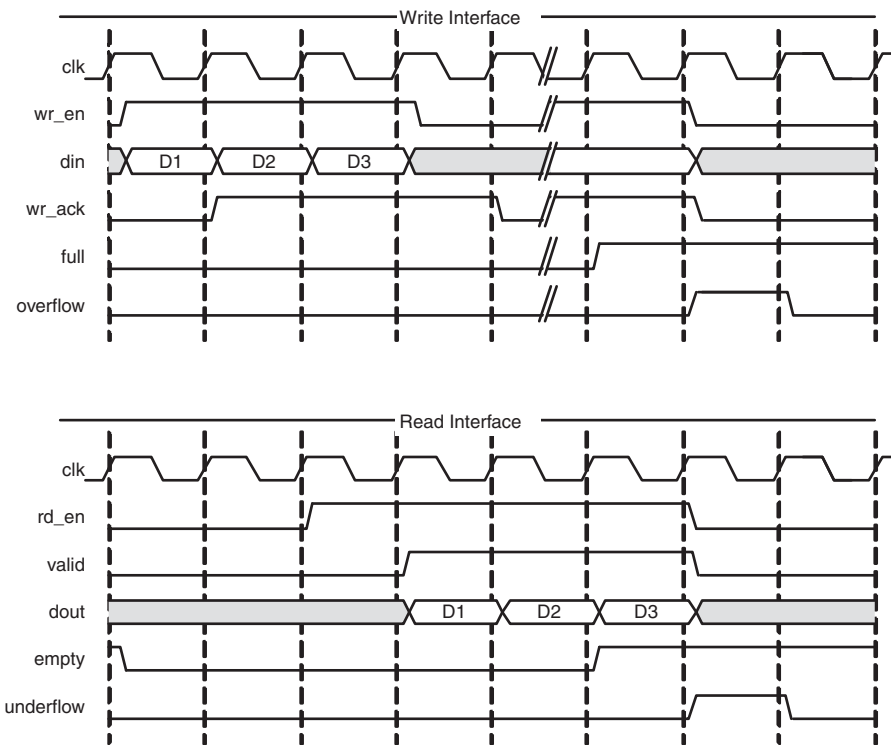 Write Interface
clk
wr_en
din D1 D2 D3
wr_ack
full
overflow
Read Interface
clk
rd_en
valid
dout D1 D2 D3
empty
underflow